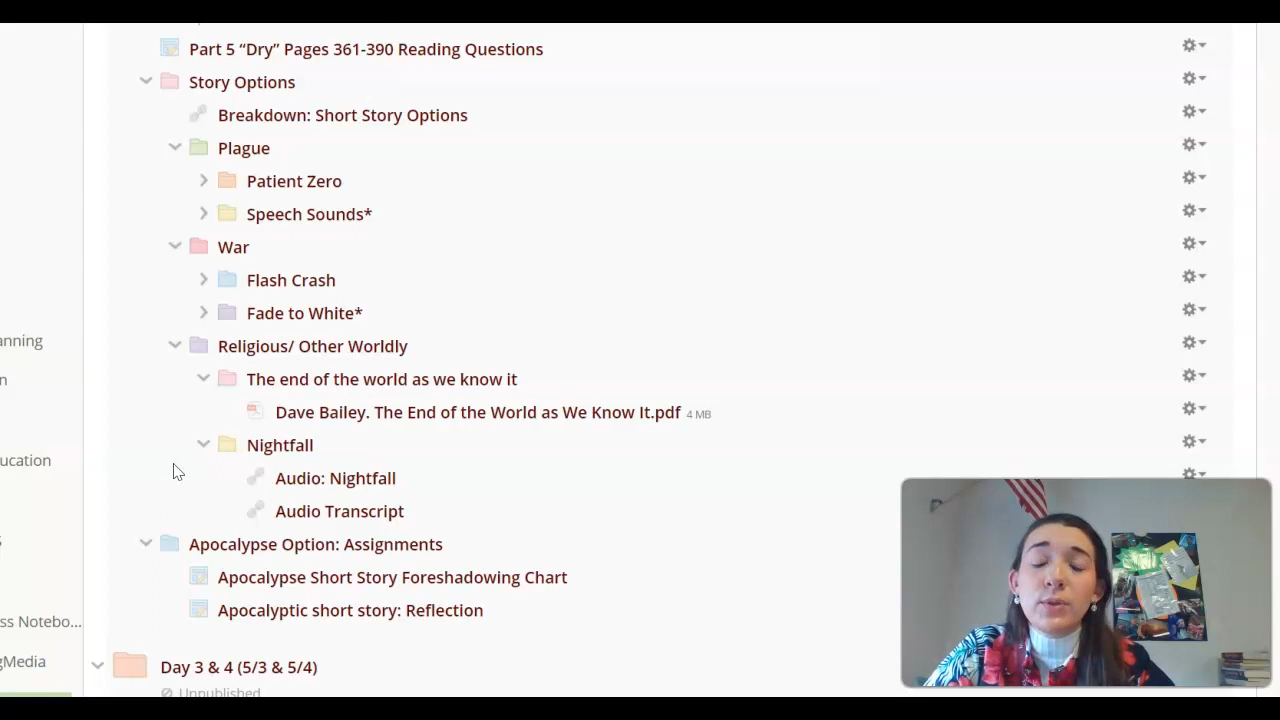 Part 5 “Dry” Pages 361-390 Reading Questions
Story Options
Breakdown: Short Story Options
Plague
Patient Zero
Speech Sounds*
War
Flash Crash
Fade to White*
anning
Religious/ Other Worldly
n
The end of the world as we know it
Dave Bailey. The End of the World as We Know It.pdf 4 MB
Nightfall
ucation
Audio: Nightfall
Audio Transcript
Apocalypse Option: Assignments
Apocalypse Short Story Foreshadowing Chart
Apocalyptic short story: Reflection
ss Notebo...
gMedia
Day 3 & 4 (5/3 & 5/4)
Unpublished